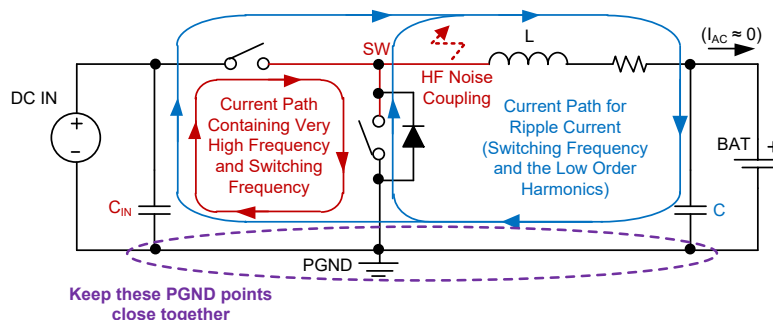 (I_AC ≈ 0)
SW
L
HF Noise
Coupling
DC IN
+
−
Current Path
Containing Very
High Frequency
and Switching
Frequency
Current Path for
Ripple Current
(Switching Frequency
and the Low Order
Harmonics)
BAT
+
C_IN
C
PGND
Keep these PGND points
close together